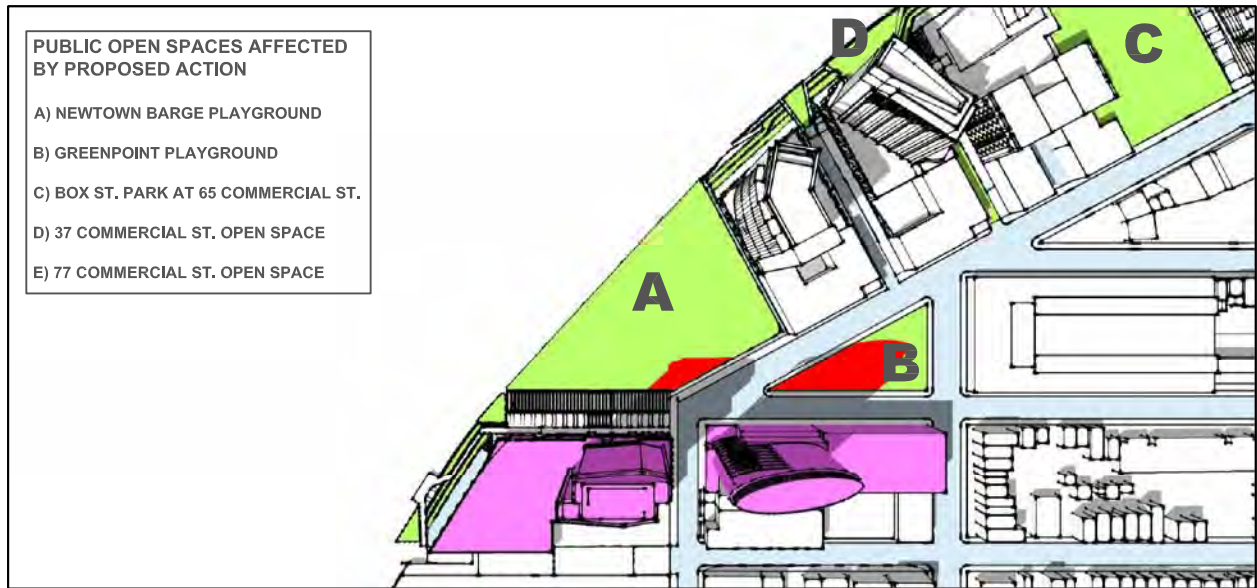 PUBLIC OPEN SPACES AFFECTED
BY PROPOSED ACTION
A) NEWTOWN BARGE PLAYGROUND
B) GREENPOINT PLAYGROUND
C) BOX ST. PARK AT 65 COMMERCIAL ST.
D) 37 COMMERCIAL ST. OPEN SPACE
E) 77 COMMERCIAL ST. OPEN SPACE
D
C
A
B